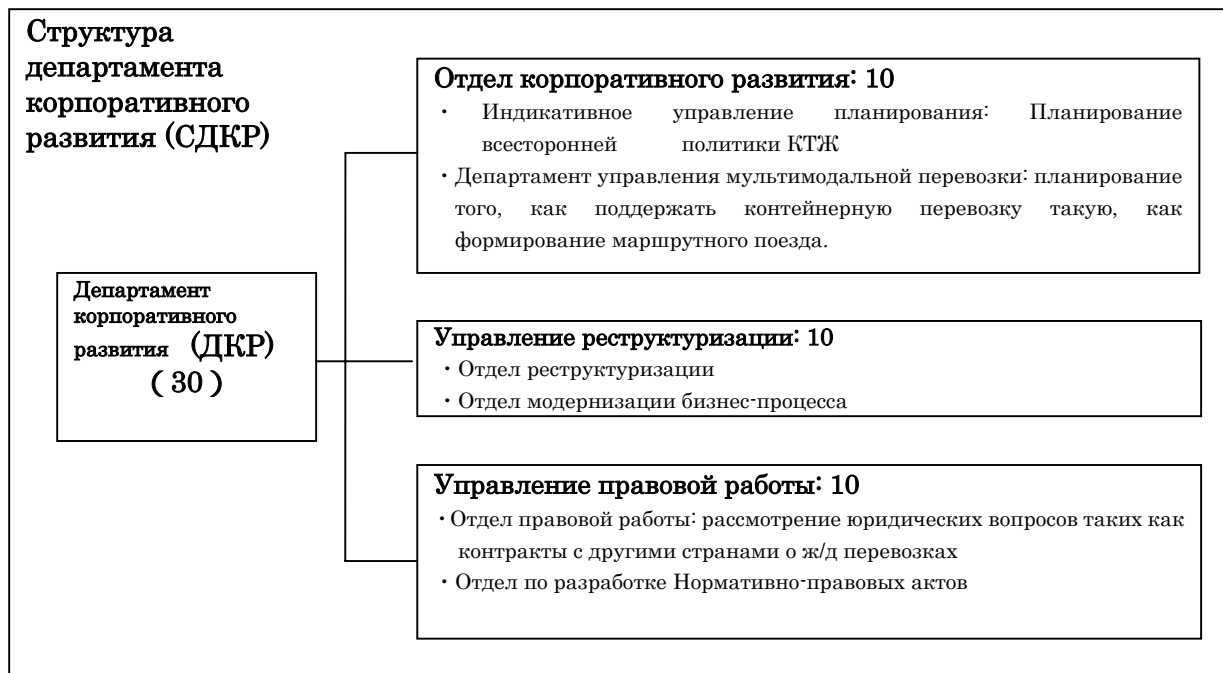 Структура
департамента
корпоративного
развития (СДКР)
Отдел корпоративного развития: 10
・ Индикативное управление планирования: Планирование
всесторонней политики КТЖ
・Департамент управления мультимодальной перевозки: планирование
того, как поддержать контейнерную перевозку такую, как
формирование маршрутного поезда.
Департамент
корпоративного
развития (ДКР)
( 30 )
Управление реструктуризации: 10
・Отдел реструктуризации
・Отдел модернизации бизнес-процесса
Управление правовой работы: 10
・Отдел правовой работы: рассмотрение юридических вопросов таких как
контракты с другими странами о ж/д перевозках
・Отдел по разработке Нормативно-правовых актов